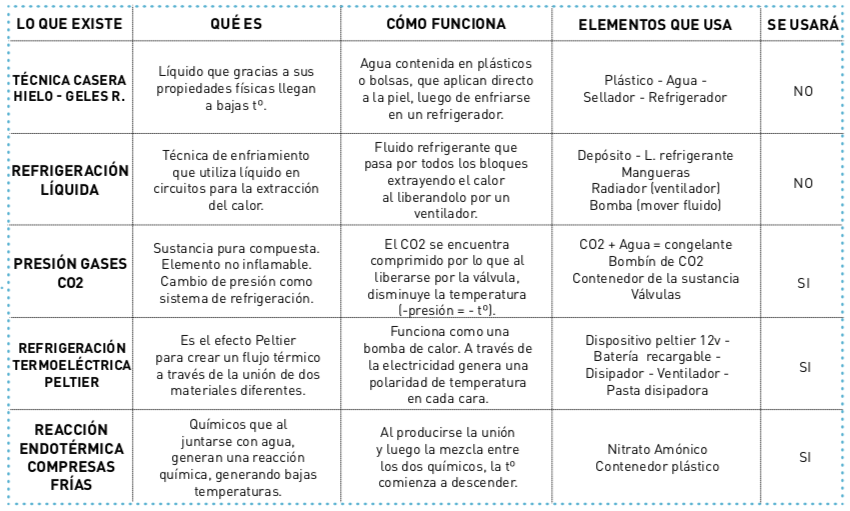 LO QUE EXISTE
QUÉ ES
CÓMO FUNCIONA
ELEMENTOS QUE USA
SE USARÁ
TÉCNICA CASERA
HIELO - GELES R.
Líquido que gracias a sus
propiedades físicas llegan
a bajas tº.
Agua contenida en plásticos
o bolsas, que aplican directo
a la piel, luego de enfriarse
en un refrigerador.
Plástico - Agua -
Sellador - Refrigerador
NO
REFRIGERACIÓN
LÍQUIDA
Técnica de enfriamiento
que utiliza líquido en
circuitos para la extracción
del calor.
Fluido refrigerante que
pasa por todos los bloques
extrayendo el calor
al liberandolo por un
ventilador.
Depósito - L. refrigerante
Mangueras
Radiador (ventilador)
Bomba (mover fluido)
NO
PRESIÓN GASES
CO2
Sustancia pura compuesta.
Elemento no inflamable.
Cambio de presión como
sistema de refrigeración.
El CO2 se encuentra
comprimido por lo que al
liberarse por la válvula,
disminuye la temperatura
(-presión = - tº).
CO2 + Agua = congelante
Bombín de CO2
Contenedor de la sustancia
Válvulas
SI
REFRIGERACIÓN
TERMOELÉCTRICA
PELTIER
Es el efecto Peltier
para crear un flujo térmico
a través de la unión de dos
materiales diferentes.
Funciona como una
bomba de calor. A través de
la electricidad genera una
polaridad de temperatura
en cada cara.
Dispositivo peltier 12v -
Batería recargable -
Disipador - Ventilador -
Pasta disipadora
SI
REACCIÓN
ENDOTÉRMICA
COMPRESAS
FRÍAS
Químicos que al
juntarse con agua,
generan una reacción
química, generando bajas
temperaturas.
Al producirse la unión
y luego la mezcla entre
los dos químicos, la tº
comienza a descender.
Nitrato Amónico
Contenedor plástico
SI